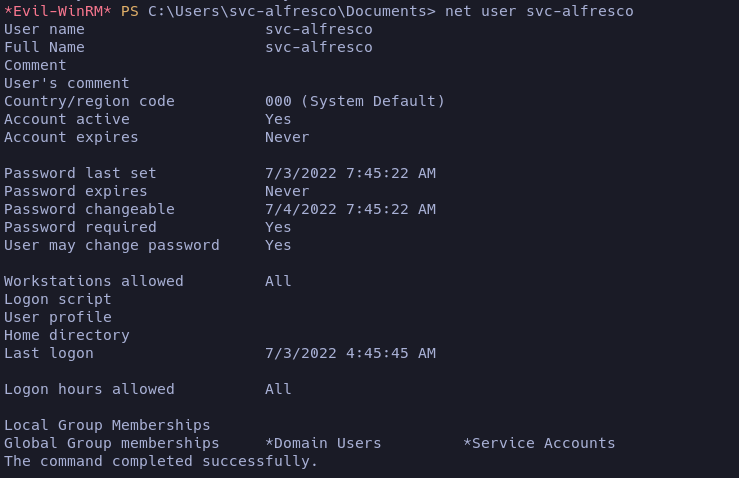 *Evil-WinRM* PS C:\Users\svc-alfresco\Documents> net user svc-alfresco
User name                    svc-alfresco
Full Name                    svc-alfresco
Comment
User's comment
Country/region code          000 (System Default)
Account active               Yes
Account expires              Never
Password last set            7/3/2022 7:45:22 AM
Password expires             Never
Password changeable          7/4/2022 7:45:22 AM
Password required            Yes
User may change password     Yes
Workstations allowed         All
Logon script
User profile
Home directory
Last logon                   7/3/2022 4:45:45 AM
Logon hours allowed          All
Local Group Memberships
Global Group memberships     *Domain Users         *Service Accounts
The command completed successfully.